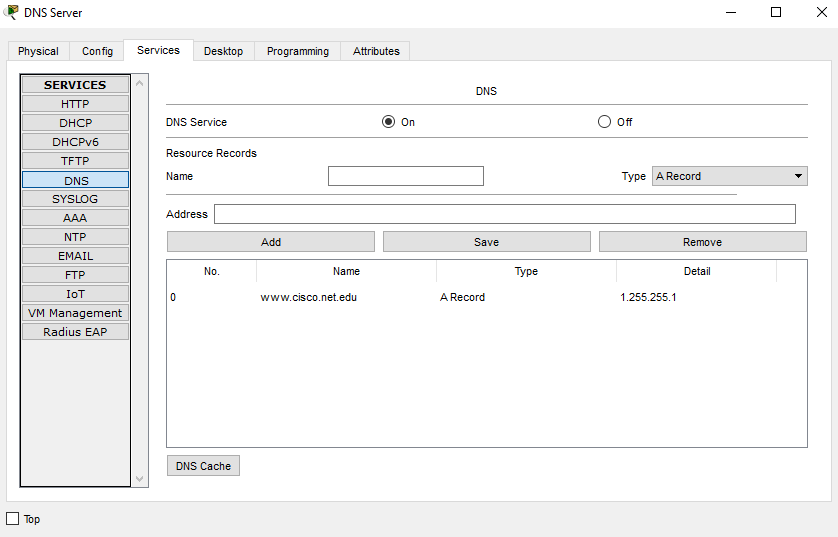 DNS Server
Physical Config Services Desktop Programming Attributes
SERVICES
HTTP
DHCP
DHCPv6
TFTP
DNS
SYSLOG
AAA
NTP
EMAIL
FTP
IoT
VM Management
Radius EAP
DNS
DNS Service On Off
Resource Records
Name Type A Record
Address
Add Save Remove
No. Name Type Detail
0 www.cisco.net.edu A Record 1.255.255.1
DNS Cache
Top